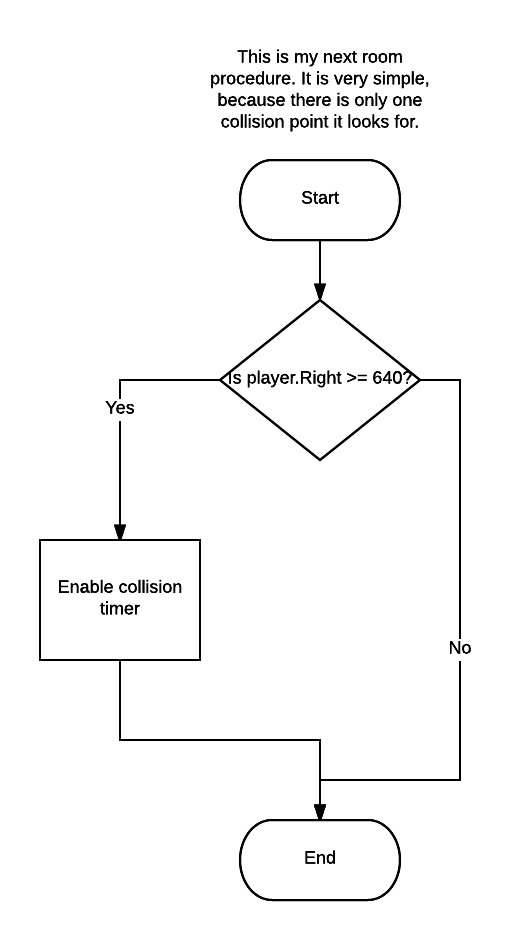 This is my next room
procedure. It is very simple,
because there is only one
collision point it looks for.
Start
Is player.Right >= 640?
Yes
Enable collision
timer
No
End